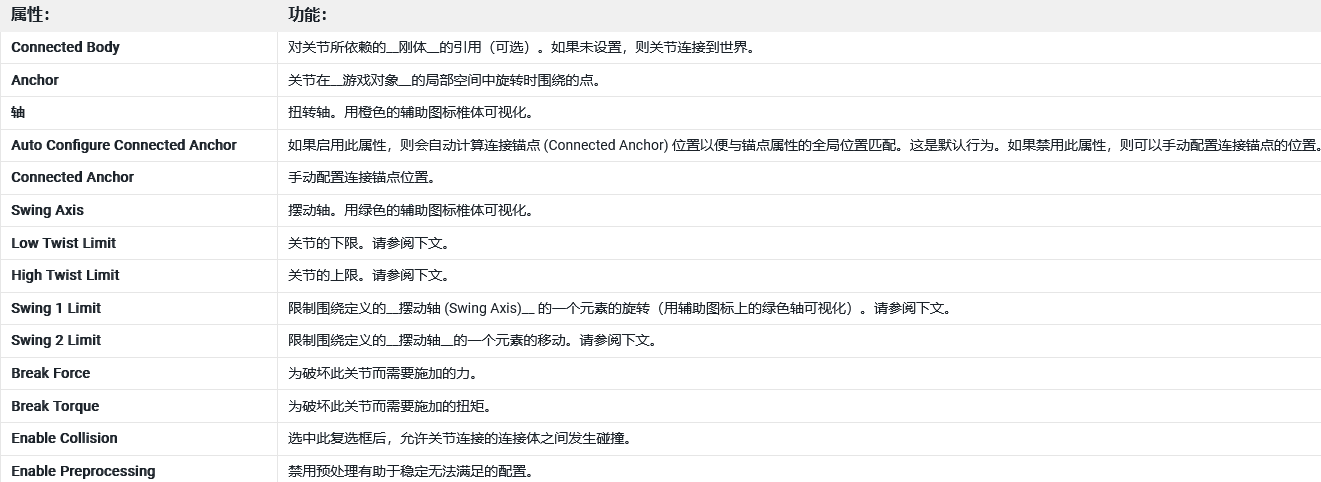 属性： 功能：
Connected Body 对关节所依赖的__刚体__的引用（可选）。如果未设置，则关节连接到世界。
Anchor 关节在__游戏对象__的局部空间中旋转时围绕的点。
轴 扭转轴。用橙色的辅助图标椎体可视化。
Auto Configure Connected Anchor 如果启用此属性，则会自动计算连接锚点 (Connected Anchor) 位置以便与锚点属性的全局位置匹配。这是默认行为。如果禁用此属性，则可以手动配置连接锚点的位置。
Connected Anchor 手动配置连接锚点位置。
Swing Axis 摆动轴。用绿色的辅助图标椎体可视化。
Low Twist Limit 关节的下限。请参阅下文。
High Twist Limit 关节的上限。请参阅下文。
Swing 1 Limit 限制围绕定义的__摆动轴 (Swing Axis)__ 的一个元素的旋转（用辅助图标上的绿色轴可视化）。请参阅下文。
Swing 2 Limit 限制围绕定义的__摆动轴__的一个元素的移动。请参阅下文。
Break Force 为破坏此关节而需要施加的力。
Break Torque 为破坏此关节而需要施加的扭矩。
Enable Collision 选中此复选框后，允许关节连接的连接体之间发生碰撞。
Enable Preprocessing 禁用预处理有助于稳定无法满足的配置。